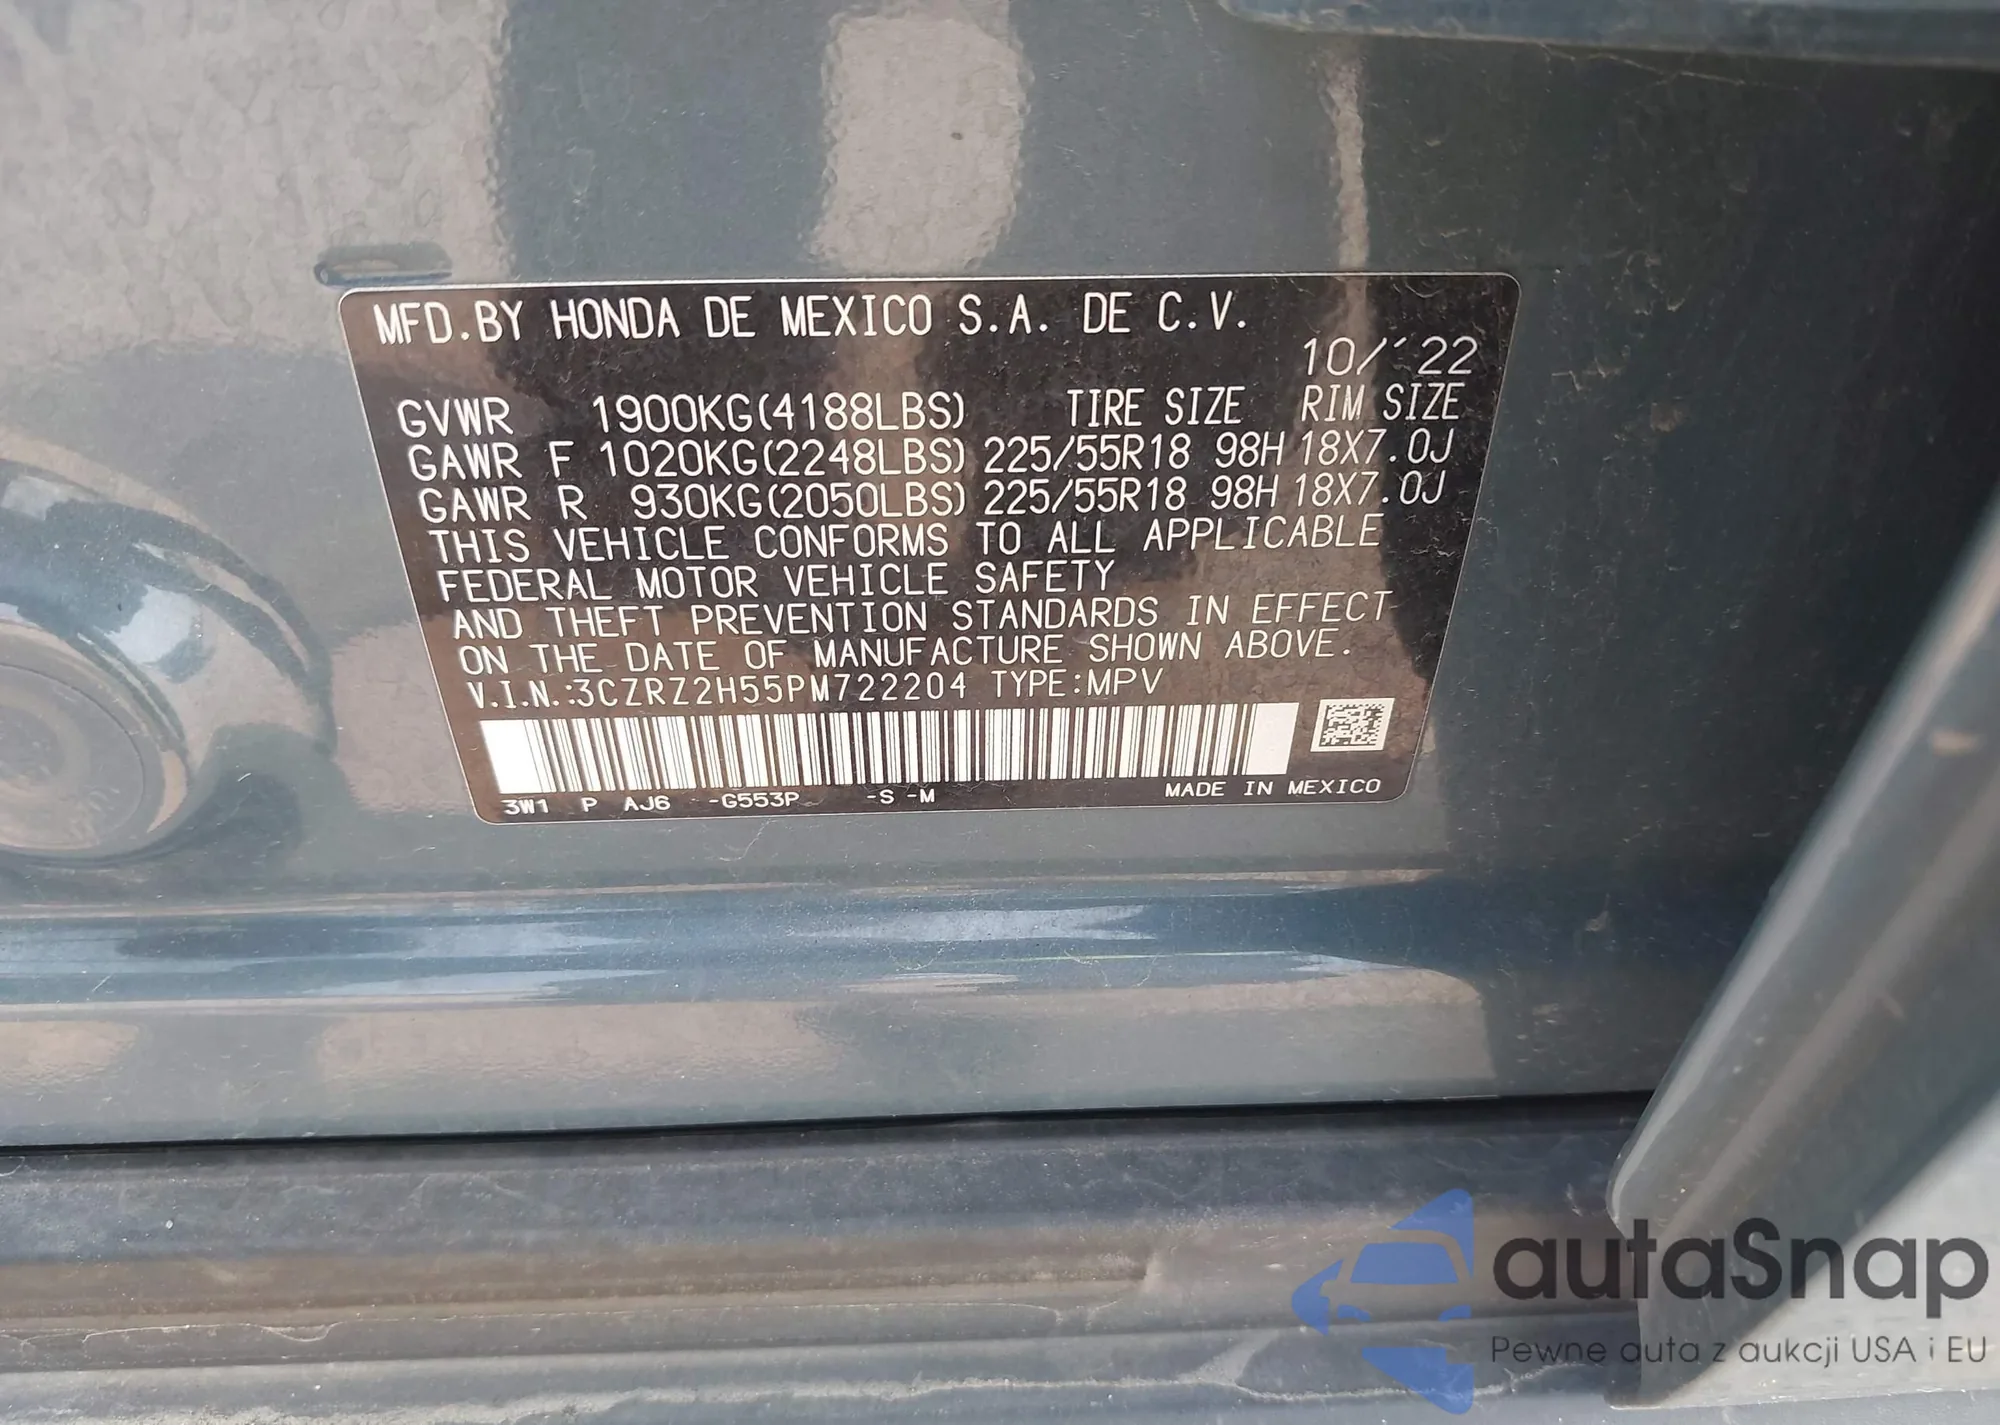 MFD.BY HONDA DE MEXICO S.A. DE C.V.
10/'22
GVWR 1900KG(4188LBS) TIRE SIZE RIM SIZE
GAWR F 1020KG(2248LBS) 225/55R18 98H 18X7.0J
GAWR R 930KG(2050LBS) 225/55R18 98H 18X7.0J
THIS VEHICLE CONFORMS TO ALL APPLICABLE
FEDERAL MOTOR VEHICLE SAFETY
AND THEFT PREVENTION STANDARDS IN EFFECT
ON THE DATE OF MANUFACTURE SHOWN ABOVE.
V.I.N.:3CZRZ2H55PM722204 TYPE:MPV
3W1 P AJ6 -G553P -S -M MADE IN MEXICO
autaSnap
Pewne auta z aukcji USA i EU